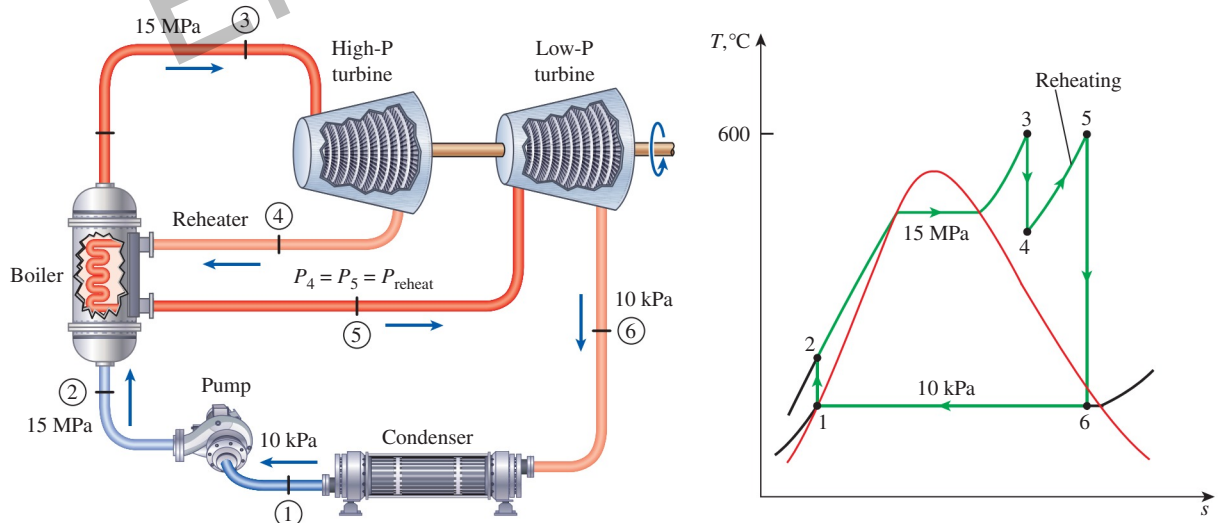 15 MPa
3
High-P
turbine
Low-P
turbine
Reheater
4
Boiler
P4 = P5 = Preheat
5
10 kPa
6
2
15 MPa
Pump
10 kPa
Condenser
1
T, °C
Reheating
600
3
5
15 MPa
4
2
10 kPa
1
6
s